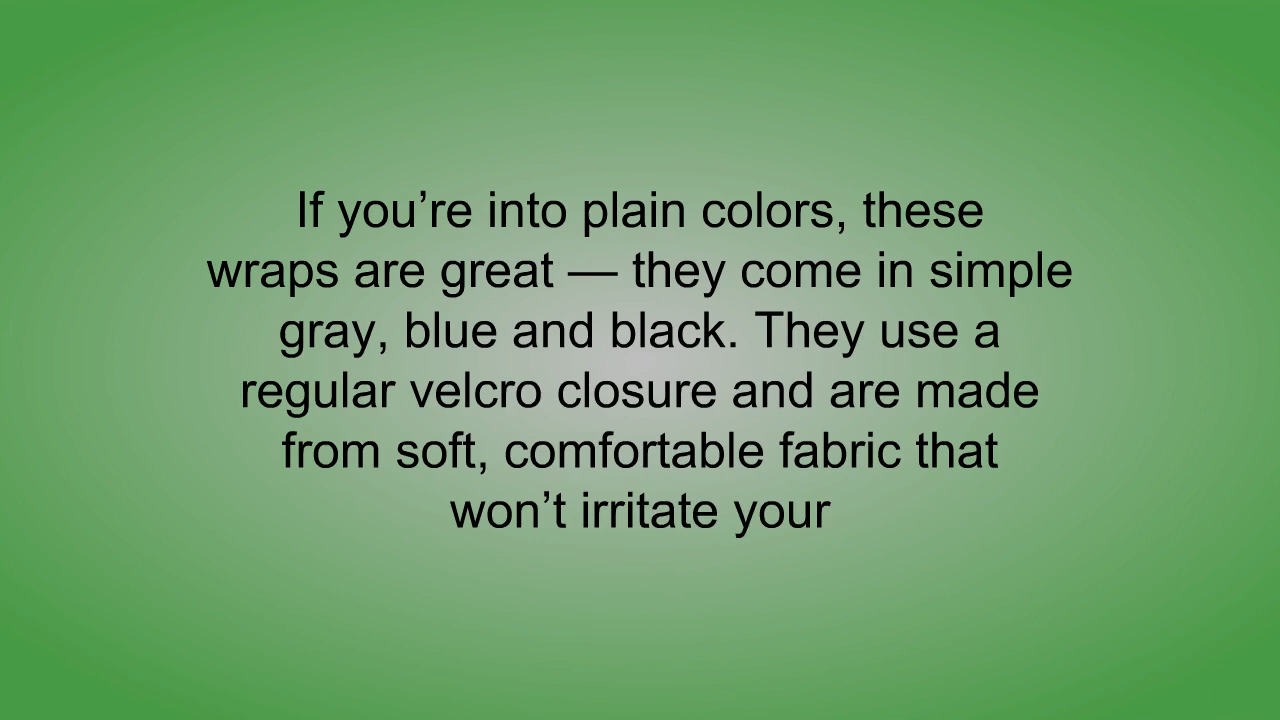 If you’re into plain colors, these
wraps are great — they come in simple
gray, blue and black. They use a
regular velcro closure and are made
from soft, comfortable fabric that
won’t irritate your